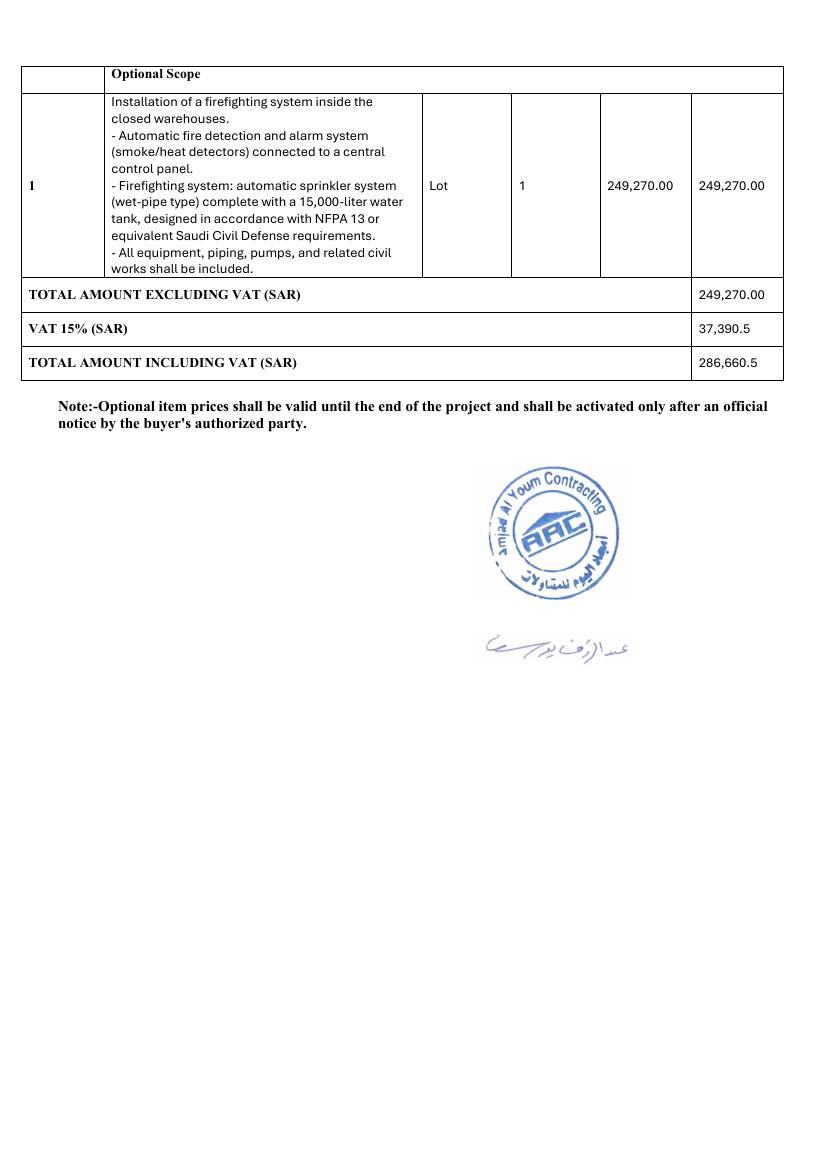 Optional Scope
Installation of a firefighting system inside the
closed warehouses.
- Automatic fire detection and alarm system
(smoke/heat detectors) connected to a central
control panel.
1
- Firefighting system: automatic sprinkler system
Lot
1
249,270.00
249,270.00
(wet-pipe type) complete with a 15,000-liter water
tank, designed in accordance with NFPA 13 or
equivalent Saudi Civil Defense requirements.
- All equipment, piping, pumps, and related civil
works shall be included.
TOTAL AMOUNT EXCLUDING VAT (SAR)
249,270.00
VAT 15% (SAR)
37,390.5
TOTAL AMOUNT INCLUDING VAT (SAR)
286,660.5
Note:-Optional item prices shall be valid until the end of the project and shall be activated only after an official
notice by the buyer's authorized party.
Amjad Al Youm Contracting
AAC
أمجاد اليوم للمقاولات